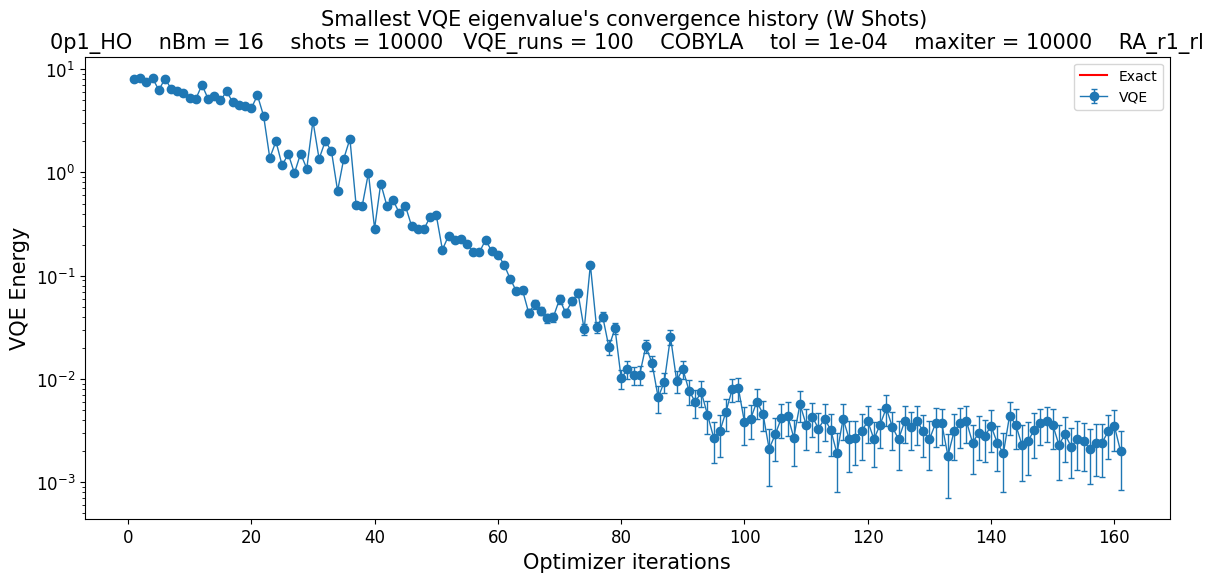 Smallest VQE eigenvalue's convergence history (W Shots)
0p1_HO nBm = 16 shots = 10000 VQE_runs = 100 COBYLA tol = 1e-04 maxiter = 10000 RA_r1_rl
Exact
VQE
VQE Energy
10^1
10^0
10^-1
10^-2
10^-3
0 20 40 60 80 100 120 140 160
Optimizer iterations